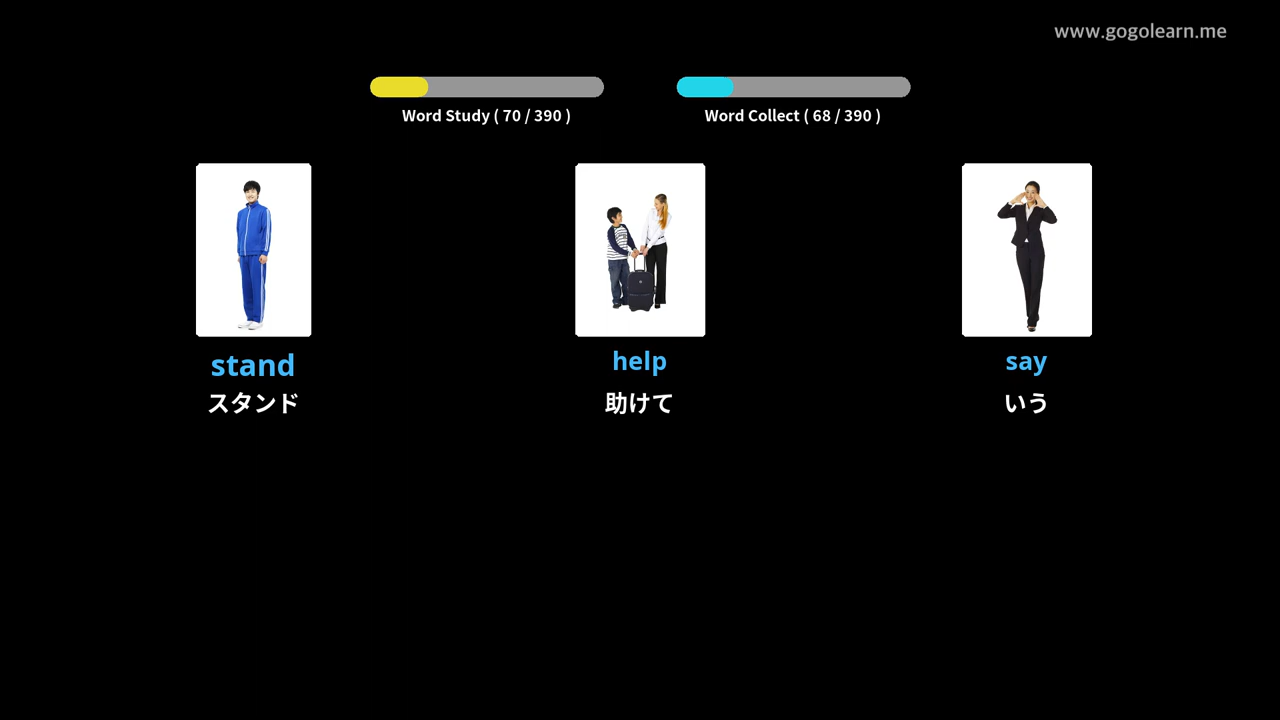 www.gogolearn.me
Word Study ( 70 / 390 )
Word Collect ( 68 / 390 )
stand
スタンド
help
助けて
say
いう